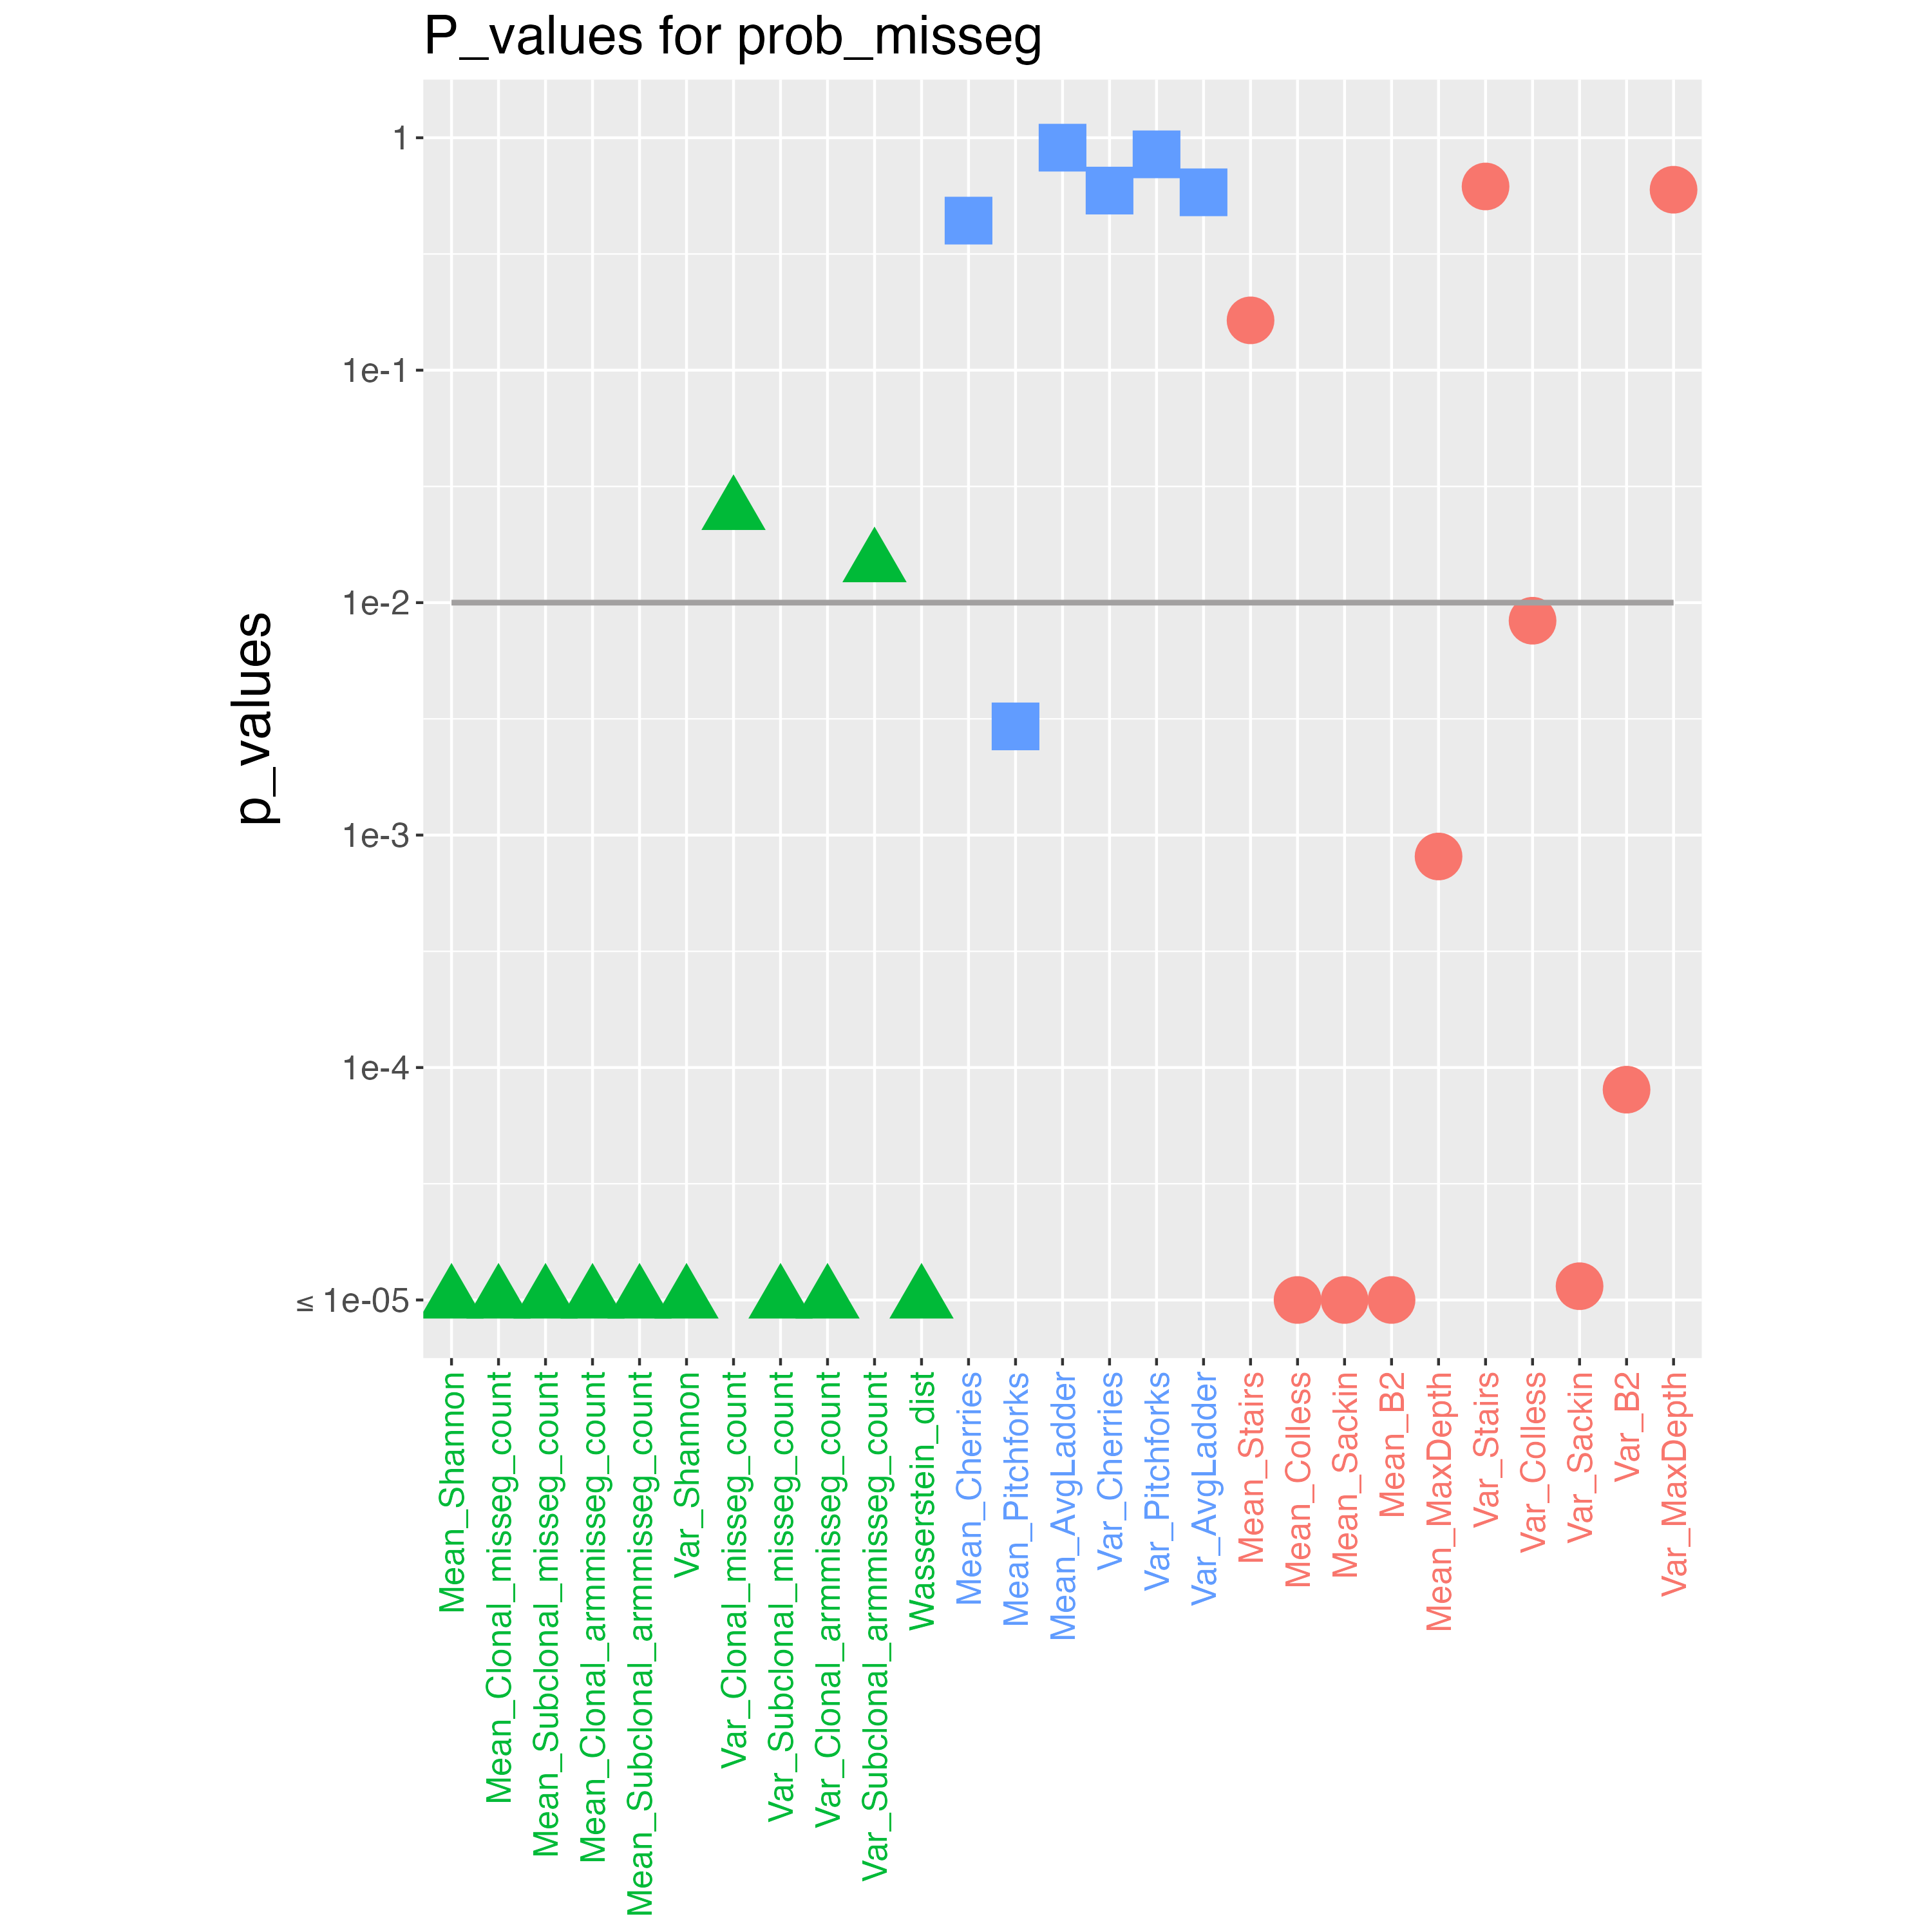 P_values for prob_misseg
p_values
1
1e-1
1e-2
1e-3
1e-4
≤ 1e-05
Mean_Shannon
Mean_Clonal_misseg_count
Mean_Subclonal_misseg_count
Mean_Clonal_armmisseg_count
Mean_Subclonal_armmisseg_count
Var_Shannon
Var_Clonal_misseg_count
Var_Subclonal_misseg_count
Var_Clonal_armmisseg_count
Var_Subclonal_armmisseg_count
Wasserstein_dist
Mean_Cherries
Mean_Pitchforks
Mean_AvgLadder
Var_Cherries
Var_Pitchforks
Var_AvgLadder
Mean_Stairs
Mean_Colless
Mean_Sackin
Mean_B2
Mean_MaxDepth
Var_Stairs
Var_Colless
Var_Sackin
Var_B2
Var_MaxDepth